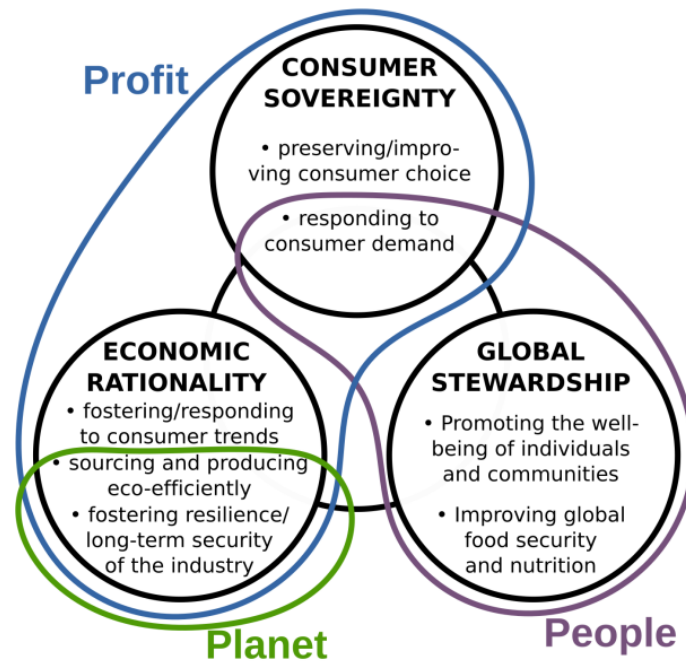 Profit
CONSUMER
SOVEREIGNTY
• preserving/impro-
ving consumer choice
• responding to
consumer demand
ECONOMIC
RATIONALITY
• fostering/responding
to consumer trends
• sourcing and producing
eco-efficiently
• fostering resilience/
long-term security
of the industry
GLOBAL
STEWARDSHIP
• Promoting the well-
being of individuals
and communities
• Improving global
food security
and nutrition
Planet
People